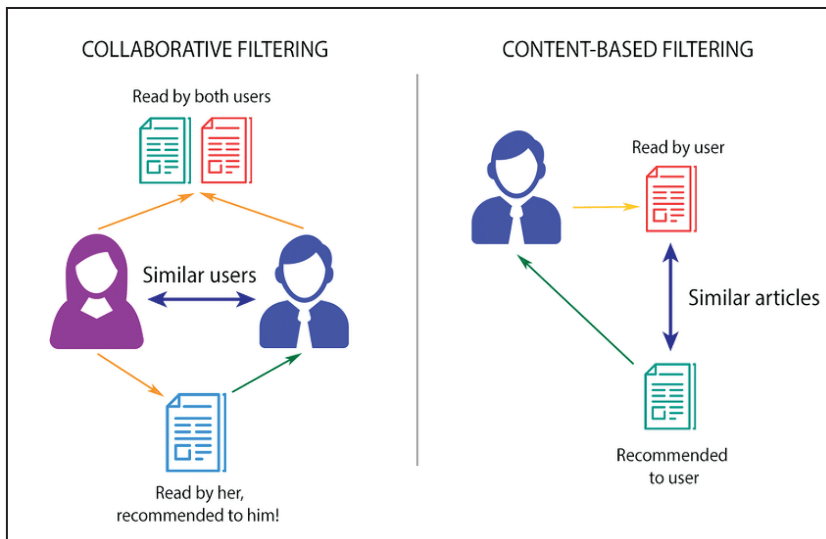 COLLABORATIVE FILTERING
Read by both users
Similar users
Read by her,
recommended to him!
CONTENT-BASED FILTERING
Read by user
Similar articles
Recommended
to user